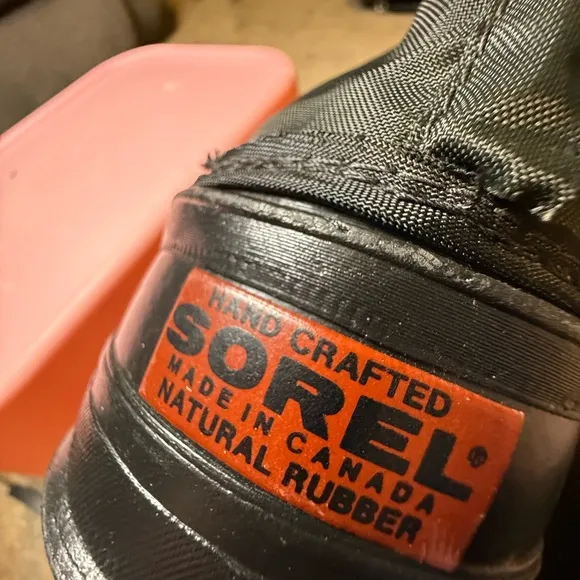 HAND CRAFTED
SOREL®
MADE IN CANADA
NATURAL RUBBER